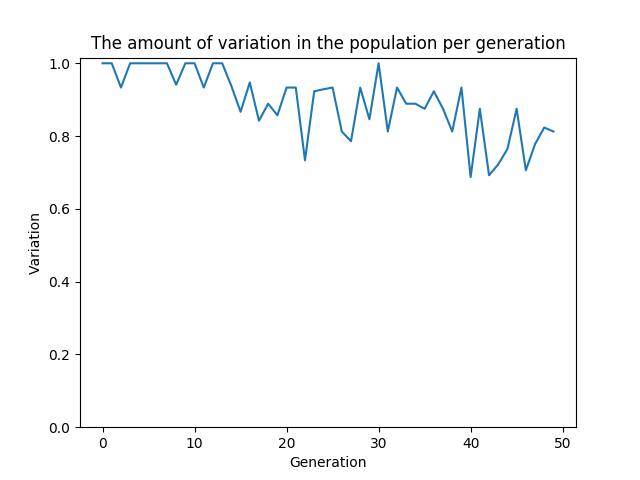 The amount of variation in the population per generation
1.0
0.8
0.6
0.4
0.2
0.0
Variation
0 10 20 30 40 50
Generation